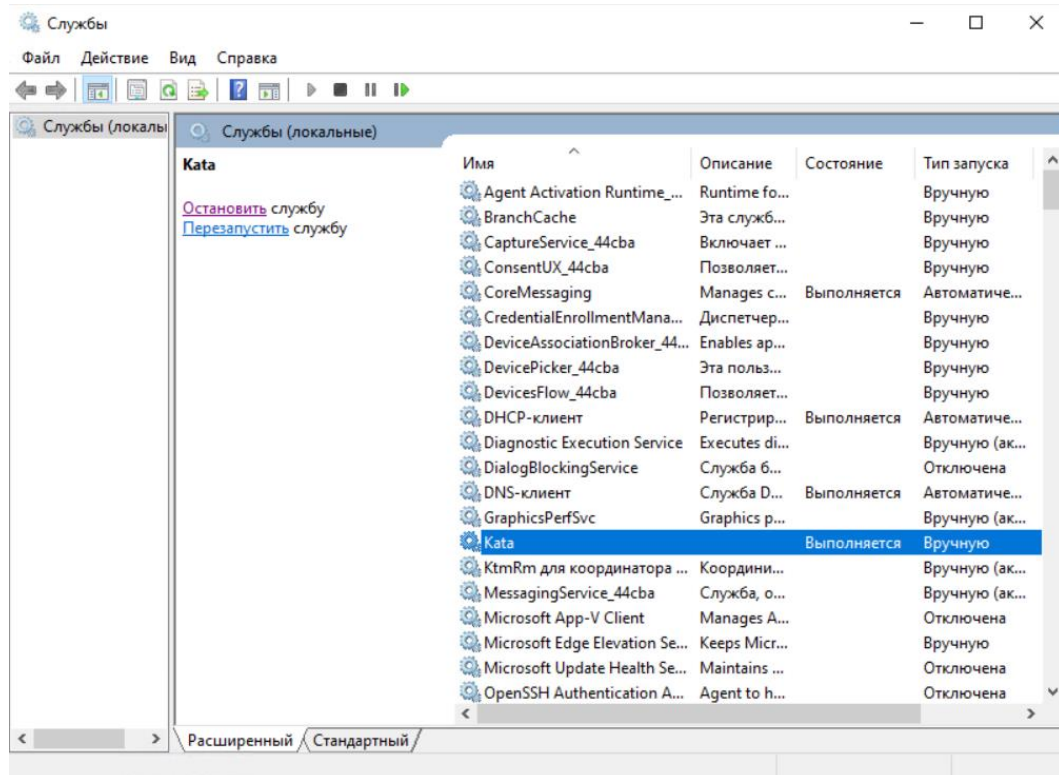 Службы
Файл Действие Вид Справка
Службы (локалы
Службы (локальные)
Kata
Остановить службу
Перезапустить службу
Имя Описание Состояние Тип запуска
Agent Activation Runtime_... Runtime fo... Вручную
BranchCache Эта служб... Вручную
CaptureService_44cba Включает ... Вручную
ConsentUX_44cba Позволяет... Вручную
CoreMessaging Manages c... Выполняется Автоматиче...
CredentialEnrollmentMana... Диспетчер... Вручную
DeviceAssociationBroker_44... Enables ap... Вручную
DevicePicker_44cba Эта польз... Вручную
DevicesFlow_44cba Позволяет... Вручную
DHCP-клиент Регистрир... Выполняется Автоматиче...
Diagnostic Execution Service Executes di... Вручную (ак...
DialogBlockingService Служба б... Отключена
DNS-клиент Служба D... Выполняется Автоматиче...
GraphicsPerfSvc Graphics p... Вручную (ак...
Kata Выполняется Вручную
KtmRm для координатора ... Координи... Вручную (ак...
MessagingService_44cba Служба, о... Вручную (ак...
Microsoft App-V Client Manages A... Отключена
Microsoft Edge Elevation Se... Keeps Micr... Вручную
Microsoft Update Health Se... Maintains ... Отключена
OpenSSH Authentication A... Agent to h... Отключена
Расширенный Стандартный